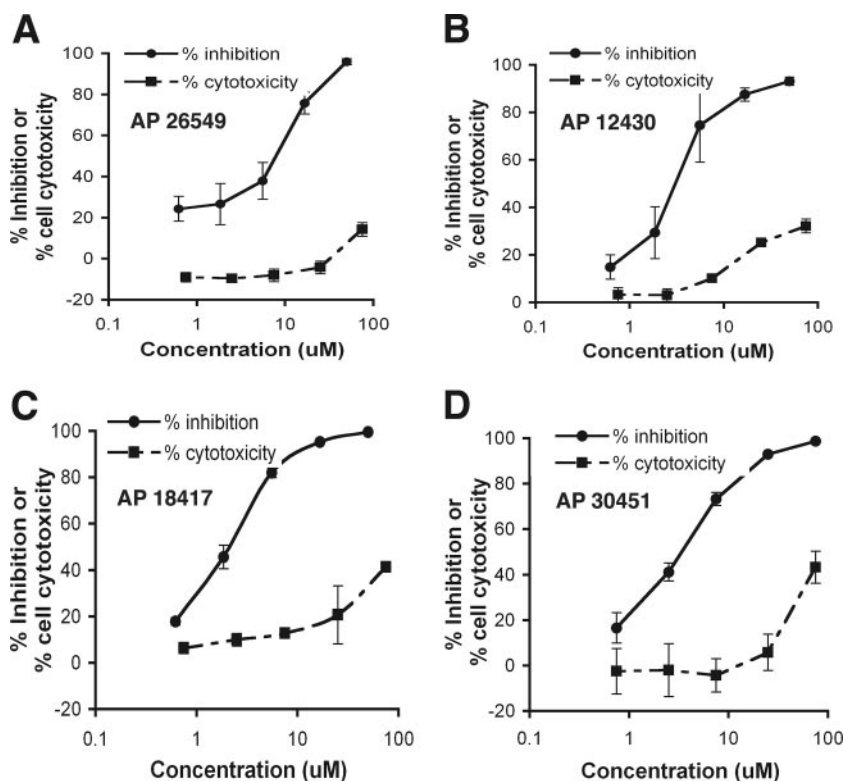 A
% inhibition
% cytotoxicity
AP 26549
% Inhibition or
% cell cytotoxicity
100
80
60
40
20
0
-20
0.1
1
10
100
Concentration (uM)
B
% inhibition
% cytotoxicity
AP 12430
% Inhibition or
% cell cytotoxicity
100
80
60
40
20
0
0.1
1
10
100
Concentration (uM)
C
% inhibition
% cytotoxicity
AP 18417
% Inhibition or
% cell cytotoxicity
100
80
60
40
20
0
-20
0.1
1
10
100
Concentration (uM)
D
% inhibition
% cytotoxicity
AP 30451
% Inhibition or
% cell cytotoxicity
100
80
60
40
20
0
-20
0.1
1
10
100
Concentration (uM)